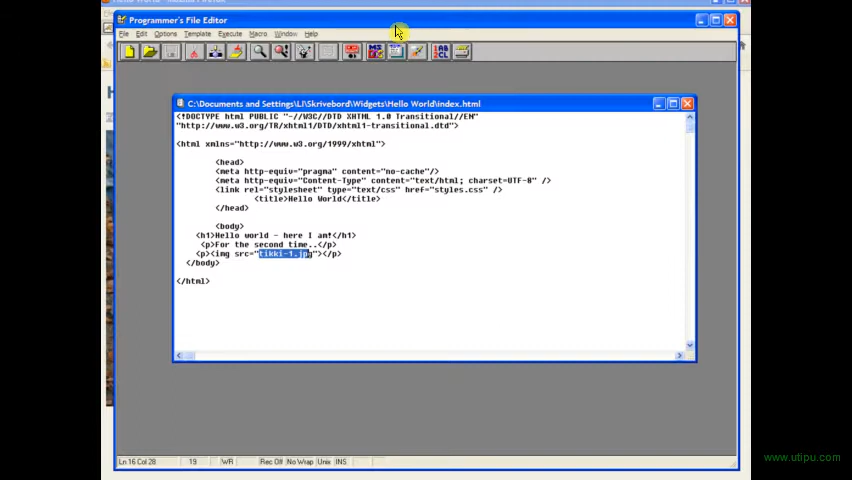 Programmer's File Editor
File Edit Options Template Execute Macro Window Help
C:\Documents and Settings\LI\Skrivebord\Widgets\Hello World\index.html
<!DOCTYPE html PUBLIC "-//W3C//DTD XHTML 1.0 Transitional//EN"
"http://www.w3.org/TR/xhtml1/DTD/xhtml1-transitional.dtd">
<html xmlns="http://www.w3.org/1999/xhtml">
<head>
<meta http-equiv="pragma" content="no-cache"/>
<meta http-equiv="Content-Type" content="text/html; charset=UTF-8" />
<link rel="stylesheet" type="text/css" href="styles.css" />
<title>Hello World</title>
</head>
<body>
<h1>Hello world - here I am!</h1>
<p>For the second time..</p>
<p><img src="tikki-1.jpg"></p>
</body>
</html>
Ln 16 Col 28 19 WR Rec Off No Wrap Unix INS
www.utipu.com